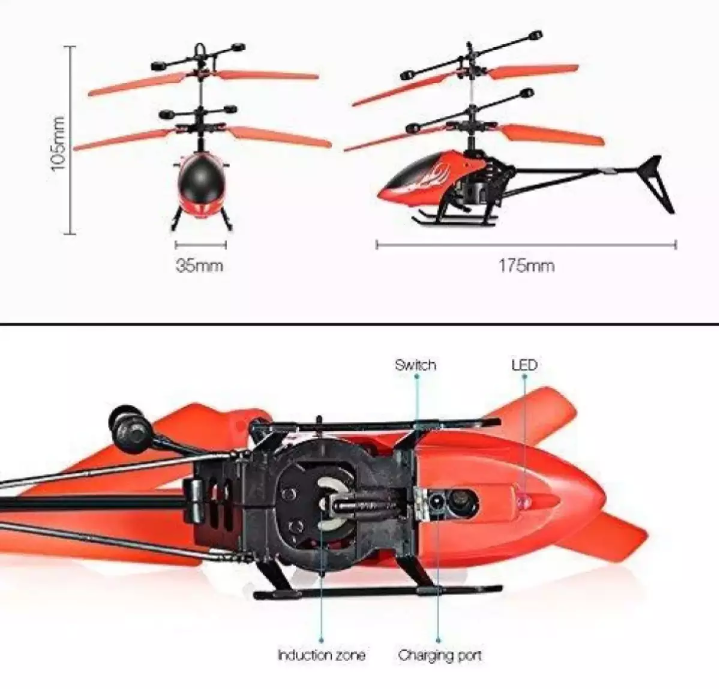 105mm
35mm
175mm
Switch
LED
Induction zone
Charging port